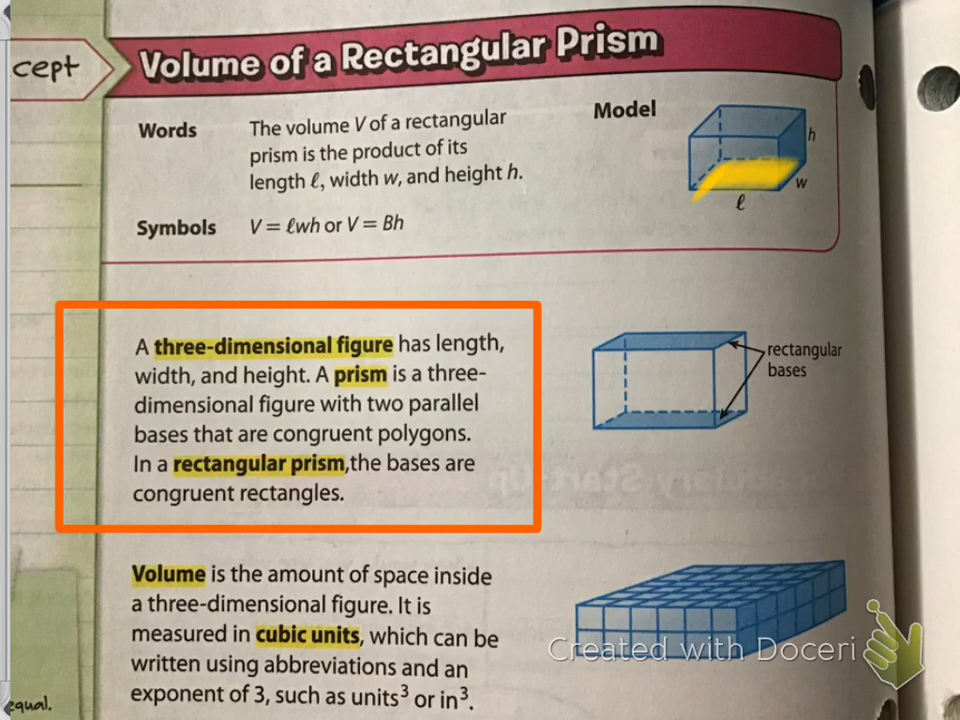 cept
Volume of a Rectangular Prism
Words
The volume V of a rectangular
prism is the product of its
length ℓ, width w, and height h.
Symbols
V = ℓwh or V = Bh
Model
h
w
ℓ
A three-dimensional figure has length,
width, and height. A prism is a three-
dimensional figure with two parallel
bases that are congruent polygons.
In a rectangular prism,the bases are
congruent rectangles.
rectangular
bases
Volume is the amount of space inside
a three-dimensional figure. It is
measured in cubic units, which can be
written using abbreviations and an
exponent of 3, such as units³ or in³.
equal.
Created with Doceri